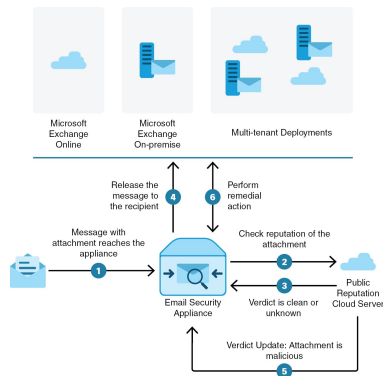 Microsoft
Exchange
Online
Microsoft
Exchange
On-premise
Multi-tenant Deployments
Release the
message to
the recipient
4
6
Perform
remedial
action
Message with
attachment reaches the
appliance
1
Check reputation of the
attachment
2
3
Verdict is clean or
unknown
Email Security
Appliance
Public
Reputation
Cloud Server
Verdict Update: Attachment is
malicious
5